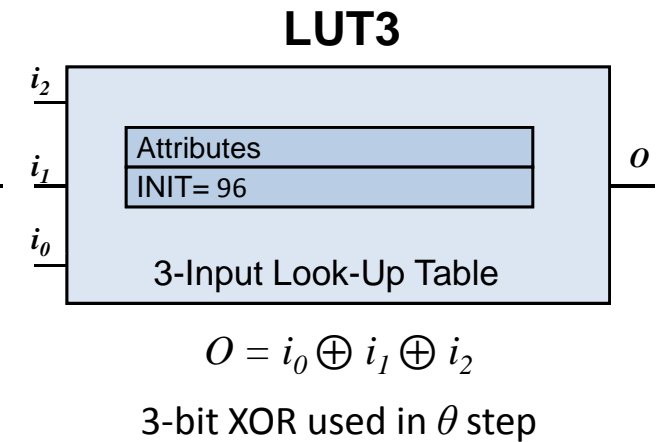 LUT3
i2
Attributes
i1
O
INIT= 96
i0
3-Input Look-Up Table
O = i0 ⊕ i1 ⊕ i2
3-bit XOR used in θ step